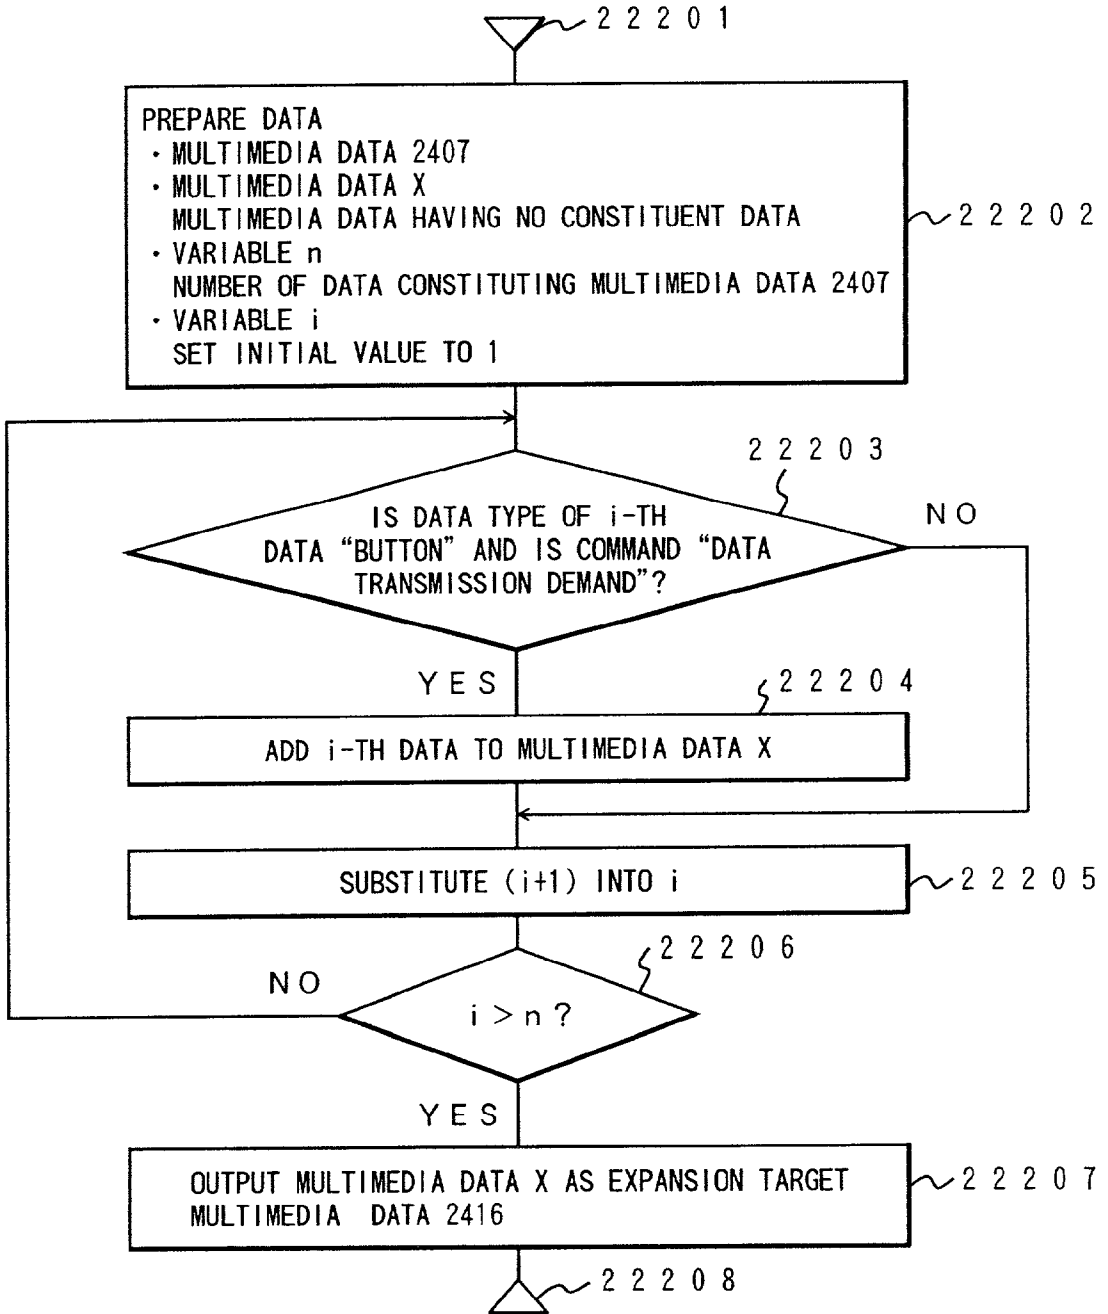 22201
PREPARE DATA
・MULTIMEDIA DATA 2407
・MULTIMEDIA DATA X
MULTIMEDIA DATA HAVING NO CONSTITUENT DATA
・VARIABLE n
NUMBER OF DATA CONSTITUTING MULTIMEDIA DATA 2407
・VARIABLE i
SET INITIAL VALUE TO 1
22202
22203
IS DATA TYPE OF i-TH
DATA “BUTTON” AND IS COMMAND “DATA
TRANSMISSION DEMAND”?
NO
YES
22204
ADD i-TH DATA TO MULTIMEDIA DATA X
SUBSTITUTE (i+1) INTO i
22205
22206
NO
i > n ?
YES
OUTPUT MULTIMEDIA DATA X AS EXPANSION TARGET
MULTIMEDIA DATA 2416
22207
22208